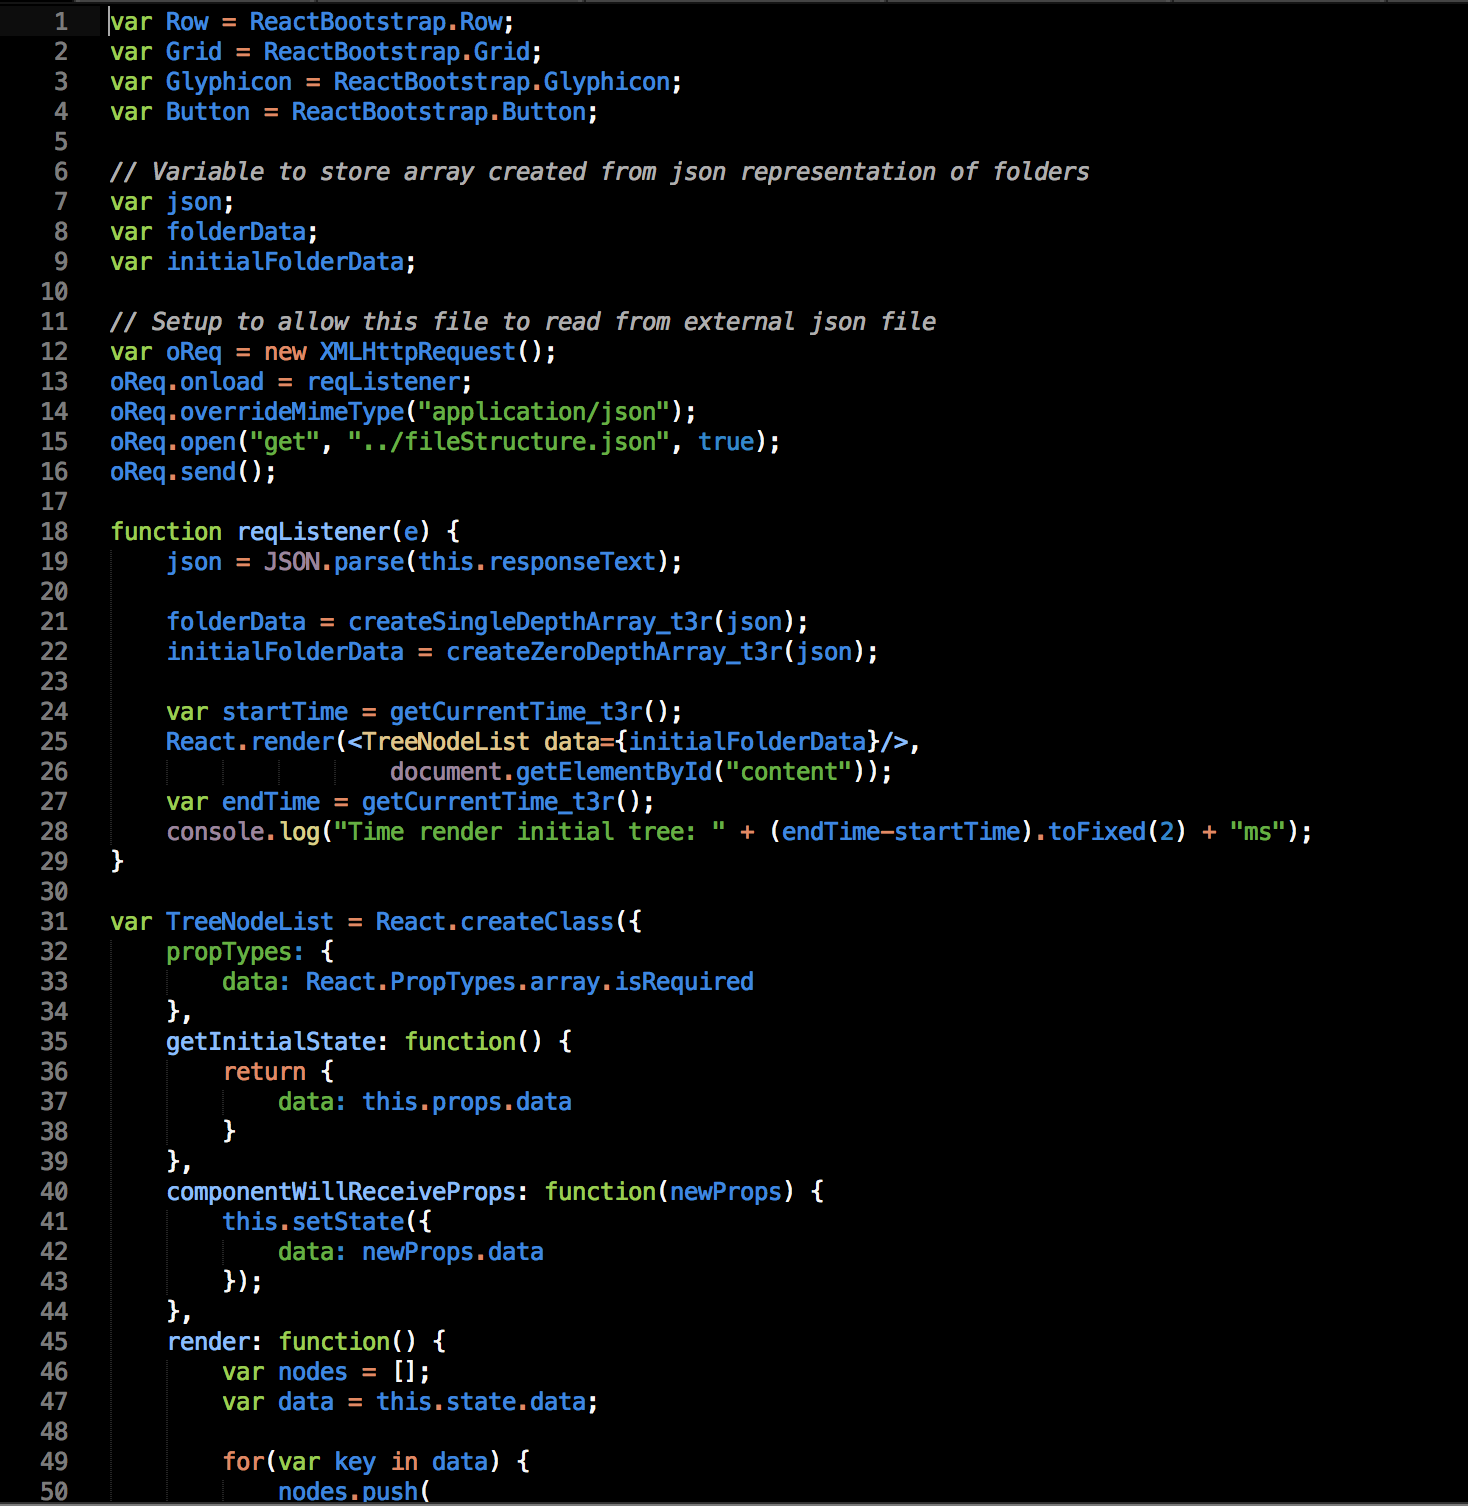 1 var Row = ReactBootstrap.Row;
2 var Grid = ReactBootstrap.Grid;
3 var Glyphicon = ReactBootstrap.Glyphicon;
4 var Button = ReactBootstrap.Button;
5
6 // Variable to store array created from json representation of folders
7 var json;
8 var folderData;
9 var initialFolderData;
10
11 // Setup to allow this file to read from external json file
12 var oReq = new XMLHttpRequest();
13 oReq.onload = reqListener;
14 oReq.overrideMimeType("application/json");
15 oReq.open("get", "../fileStructure.json", true);
16 oReq.send();
17
18 function reqListener(e) {
19     json = JSON.parse(this.responseText);
20
21     folderData = createSingleDepthArray_t3r(json);
22     initialFolderData = createZeroDepthArray_t3r(json);
23
24     var startTime = getCurrentTime_t3r();
25     React.render(<TreeNodeList data={initialFolderData}/>,
26                     document.getElementById("content"));
27     var endTime = getCurrentTime_t3r();
28     console.log("Time render initial tree: " + (endTime-startTime).toFixed(2) + "ms");
29 }
30
31 var TreeNodeList = React.createClass({
32     propTypes: {
33         data: React.PropTypes.array.isRequired
34     },
35     getInitialState: function() {
36         return {
37             data: this.props.data
38         }
39     },
40     componentWillReceiveProps: function(newProps) {
41         this.setState({
42             data: newProps.data
43         });
44     },
45     render: function() {
46         var nodes = [];
47         var data = this.state.data;
48
49         for(var key in data) {
50             nodes.push(